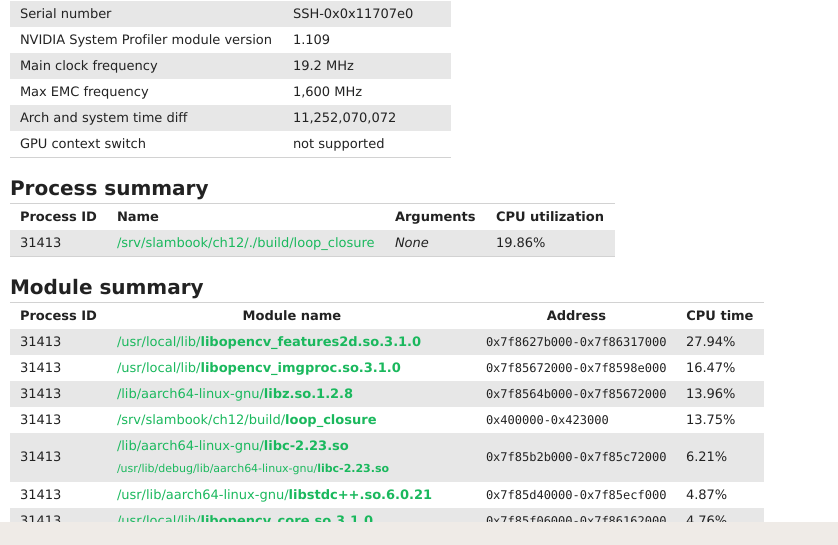 Serial number SSH-0x0x11707e0
NVIDIA System Profiler module version 1.109
Main clock frequency 19.2 MHz
Max EMC frequency 1,600 MHz
Arch and system time diff 11,252,070,072
GPU context switch not supported
Process summary
Process ID Name Arguments CPU utilization
31413 /srv/slambook/ch12/./build/loop_closure None 19.86%
Module summary
Process ID Module name Address CPU time
31413 /usr/local/lib/libopencv_features2d.so.3.1.0 0x7f8627b000-0x7f86317000 27.94%
31413 /usr/local/lib/libopencv_imgproc.so.3.1.0 0x7f85672000-0x7f8598e000 16.47%
31413 /lib/aarch64-linux-gnu/libz.so.1.2.8 0x7f8564b000-0x7f85672000 13.96%
31413 /srv/slambook/ch12/build/loop_closure 0x400000-0x423000 13.75%
31413 /lib/aarch64-linux-gnu/libc-2.23.so 0x7f85b2b000-0x7f85c72000 6.21%
/usr/lib/debug/lib/aarch64-linux-gnu/libc-2.23.so
31413 /usr/lib/aarch64-linux-gnu/libstdc++.so.6.0.21 0x7f85d40000-0x7f85ecf000 4.87%
31413 /usr/local/lib/libopencv_core.so.3.1.0 0x7f85f06000-0x7f86162000 4.76%